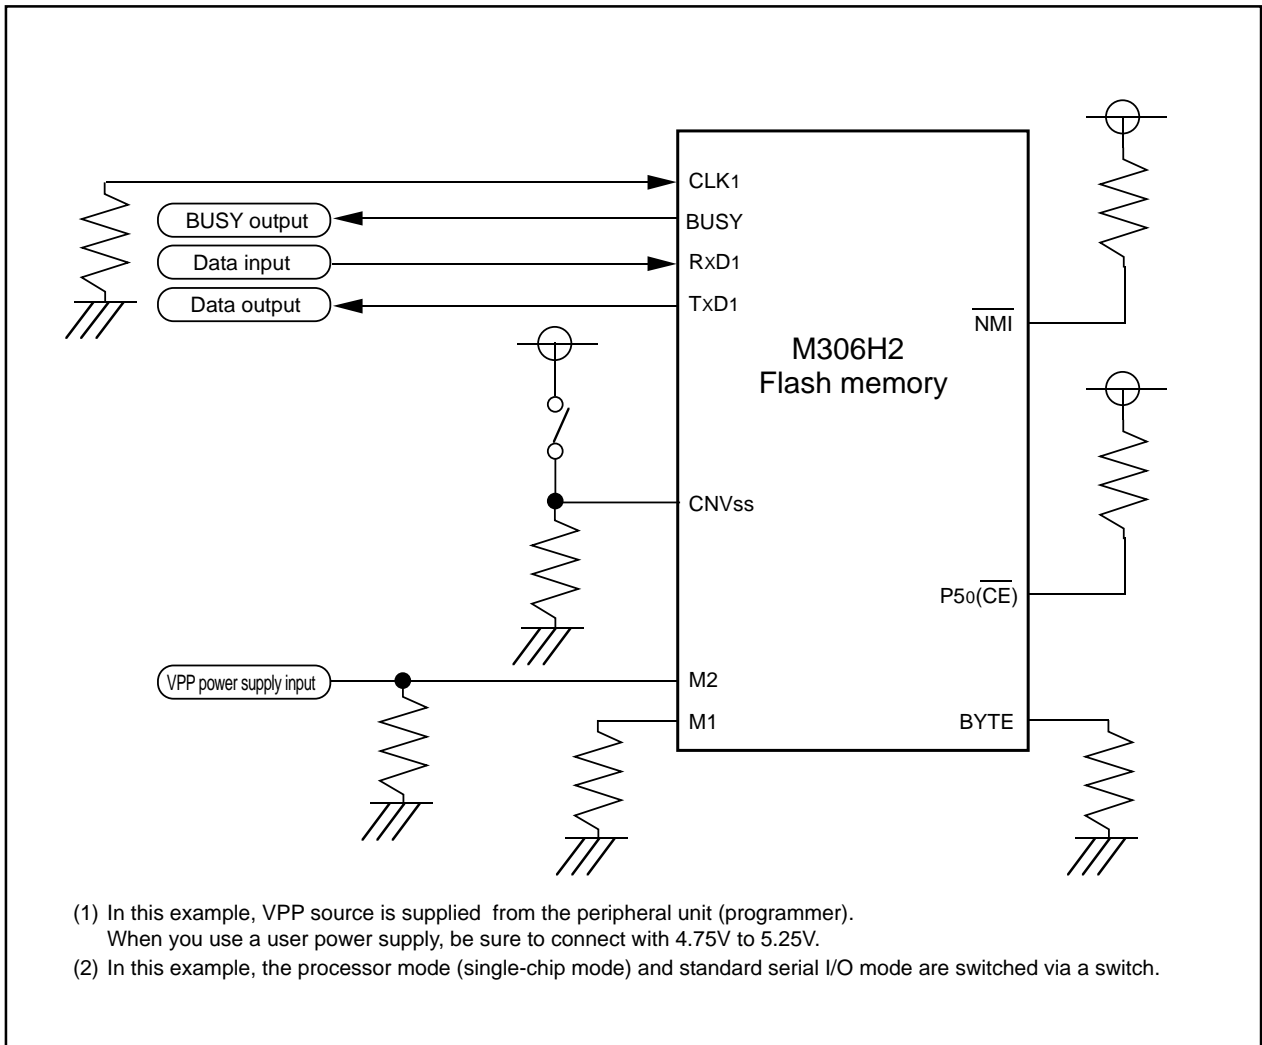 CLK1
BUSY output
BUSY
Data input
RxD1
Data output
TxD1
NMI
M306H2
Flash memory
CNVss
P50(CE)
VPP power supply input
M2
M1
BYTE
(1) In this example, VPP source is supplied from the peripheral unit (programmer).
When you use a user power supply, be sure to connect with 4.75V to 5.25V.
(2) In this example, the processor mode (single-chip mode) and standard serial I/O mode are switched via a switch.